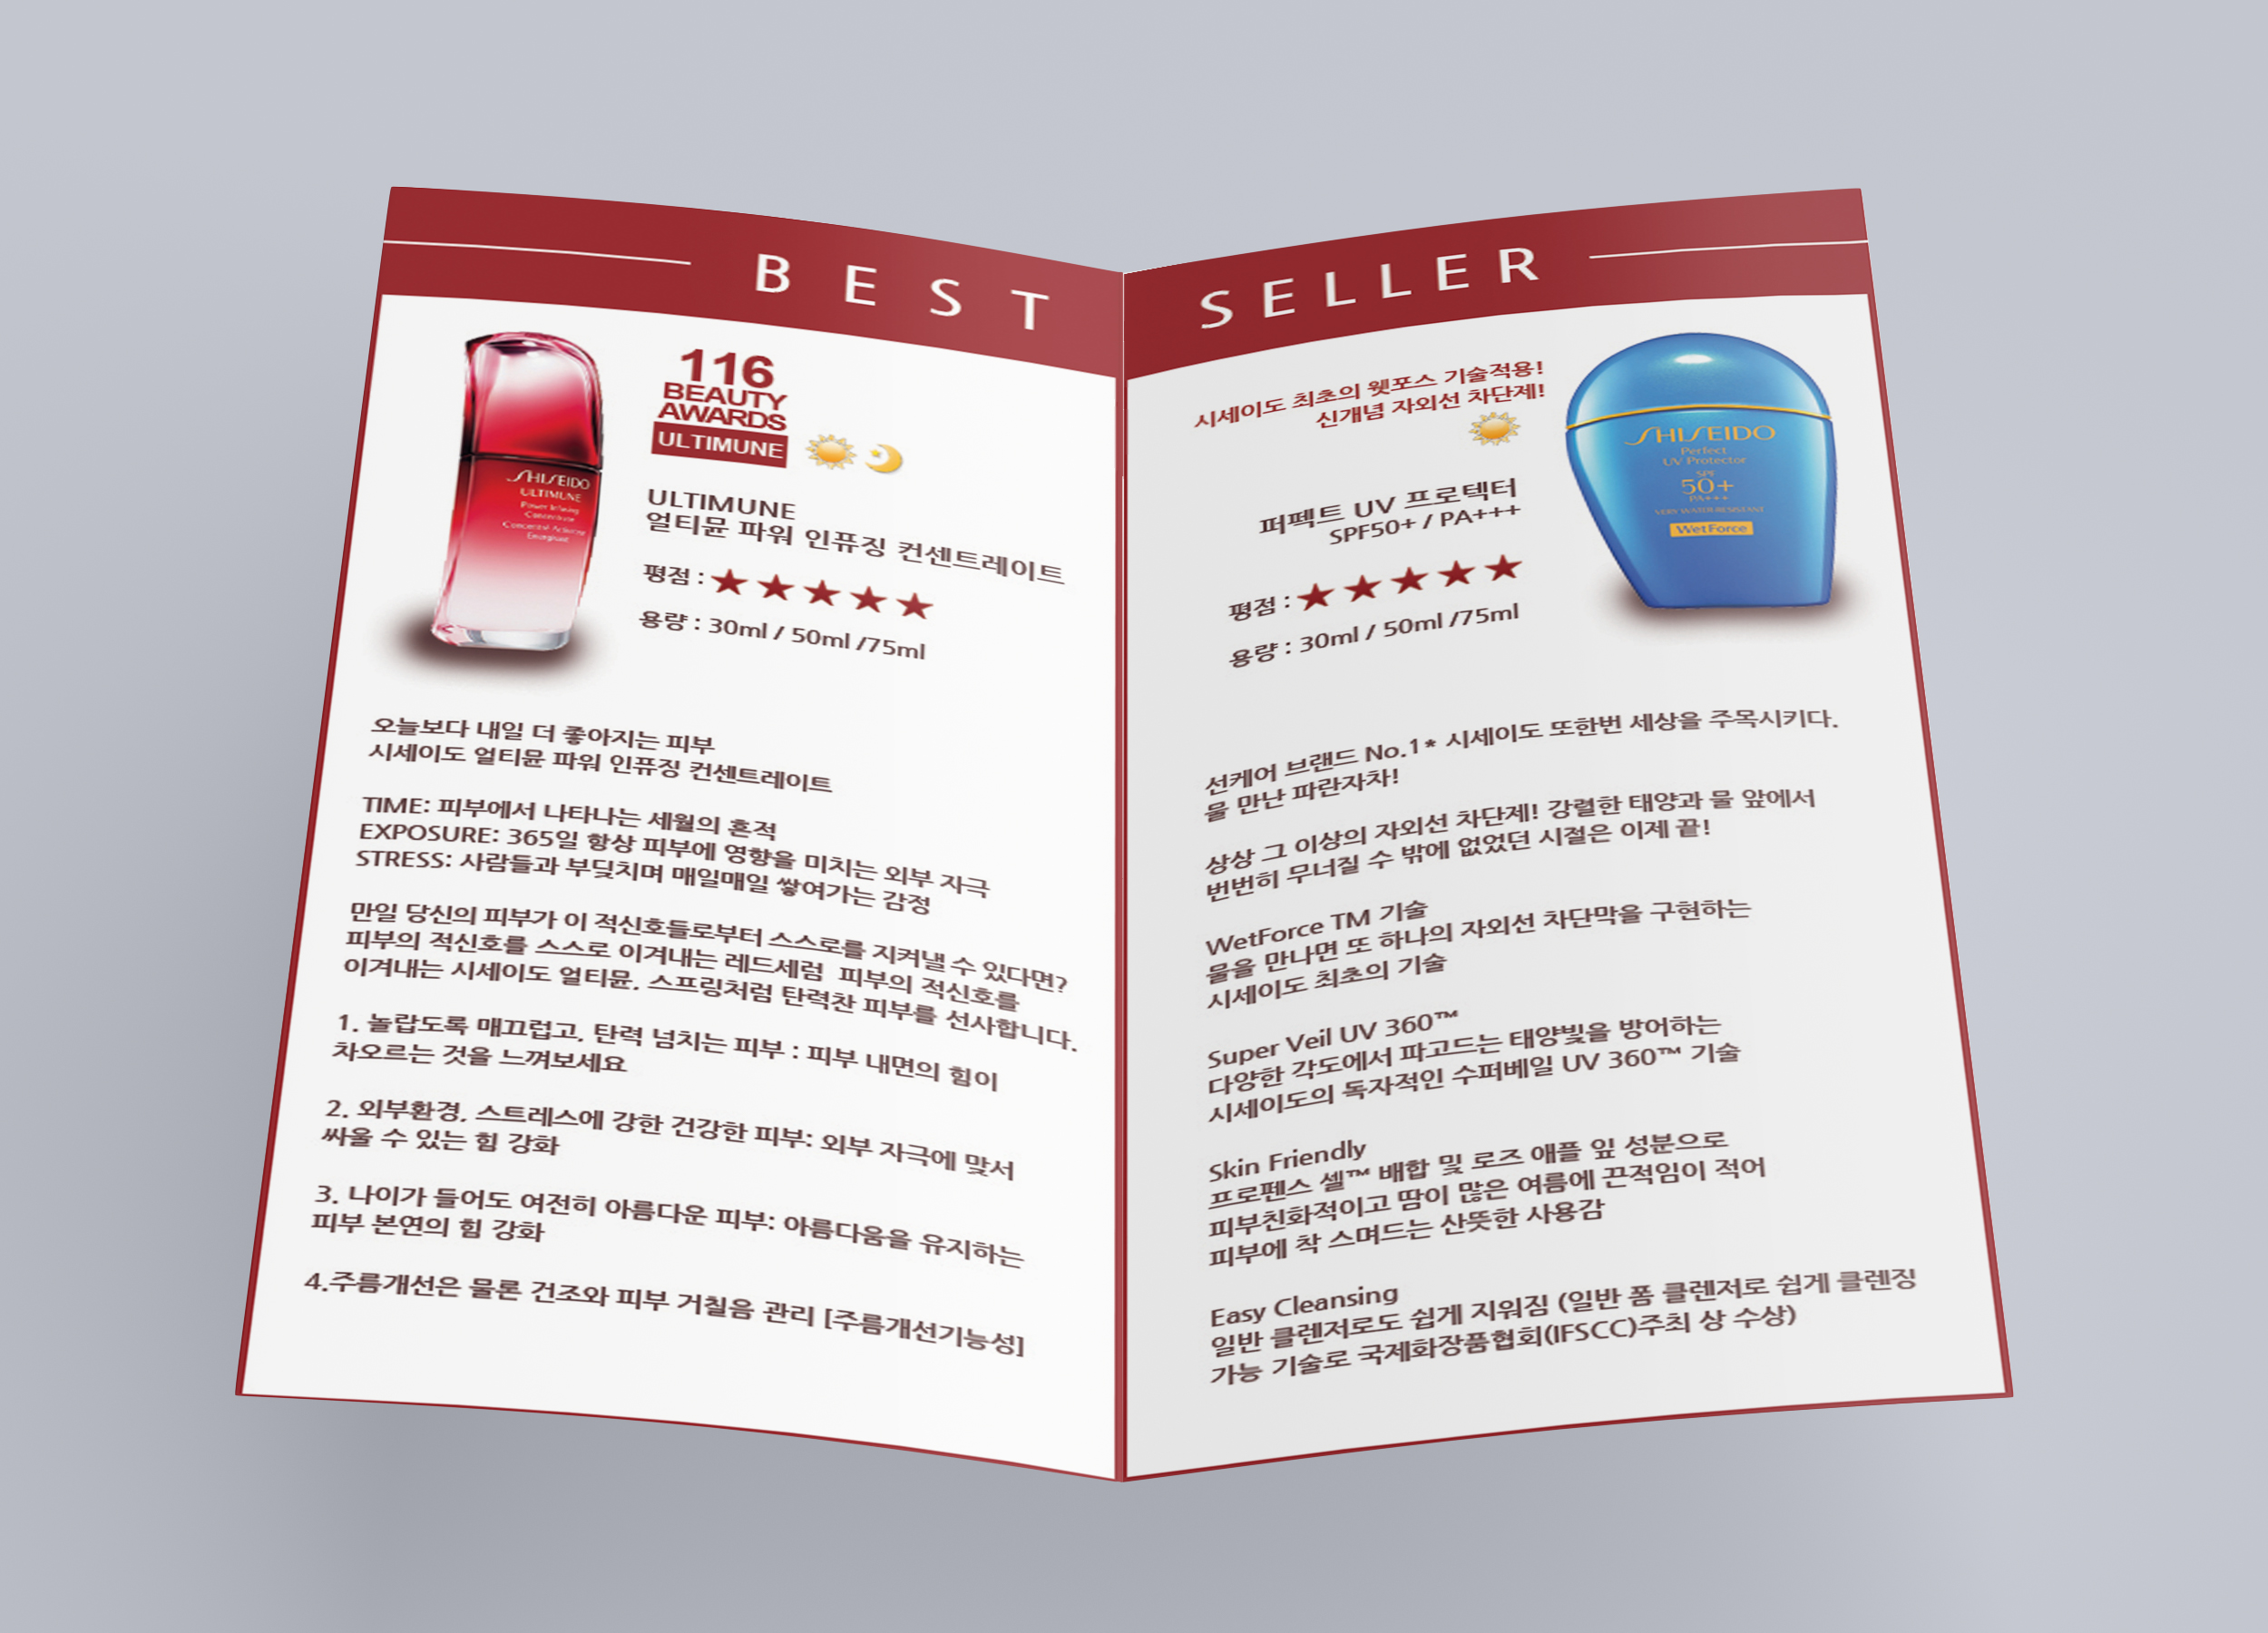 BEST
SHISEIDO
ULTIMUNE
Power Infusing
Concentrate
Concentré Activateur
Energisant
116
BEAUTY
AWARDS
ULTIMUNE
ULTIMUNE
얼티뮨 파워 인퓨징 컨센트레이트
평점 : ★★★★★
용량 : 30ml / 50ml /75ml
오늘보다 내일 더 좋아지는 피부
시세이도 얼티뮨 파워 인퓨징 컨센트레이트
TIME: 피부에서 나타나는 세월의 흔적
EXPOSURE: 365일 항상 피부에 영향을 미치는 외부 자극
STRESS: 사람들과 부딪치며 매일매일 쌓여가는 감정
만일 당신의 피부가 이 적신호들로부터 스스로를 지켜낼 수 있다면?
피부의 적신호를 스스로 이겨내는 레드세럼 피부의 적신호를
이겨내는 시세이도 얼티뮨, 스프링처럼 탄력찬 피부를 선사합니다.
1. 놀랍도록 매끄럽고, 탄력 넘치는 피부 : 피부 내면의 힘이
차오르는 것을 느껴보세요
2. 외부환경, 스트레스에 강한 건강한 피부: 외부 자극에 맞서
싸울 수 있는 힘 강화
3. 나이가 들어도 여전히 아름다운 피부: 아름다움을 유지하는
피부 본연의 힘 강화
4.주름개선은 물론 건조와 피부 거칠음 관리 [주름개선기능성]
SELLER
시세이도 최초의 웻포스 기술적용!
신개념 자외선 차단제!
SHISEIDO
Perfect
UV Protector
SPF
50+
PA+++
VERY WATER-RESISTANT
WetForce
퍼펙트 UV 프로텍터
SPF50+ / PA+++
평점 : ★★★★★
용량 : 30ml / 50ml /75ml
선케어 브랜드 No.1* 시세이도 또한번 세상을 주목시키다.
물 만난 파란자차!
상상 그 이상의 자외선 차단제! 강렬한 태양과 물 앞에서
번번히 무너질 수 밖에 없었던 시절은 이제 끝!
WetForce TM 기술
물을 만나면 또 하나의 자외선 차단막을 구현하는
시세이도 최초의 기술
Super Veil UV 360™
다양한 각도에서 파고드는 태양빛을 방어하는
시세이도의 독자적인 수퍼베일 UV 360™ 기술
Skin Friendly
프로펜스 셀™ 배합 및 로즈 애플 잎 성분으로
피부친화적이고 땀이 많은 여름에 끈적임이 적어
피부에 착 스며드는 산뜻한 사용감
Easy Cleansing
일반 클렌저로도 쉽게 지워짐 (일반 폼 클렌저로 쉽게 클렌징
가능 기술로 국제화장품협회(IFSCC)주최 상 수상)